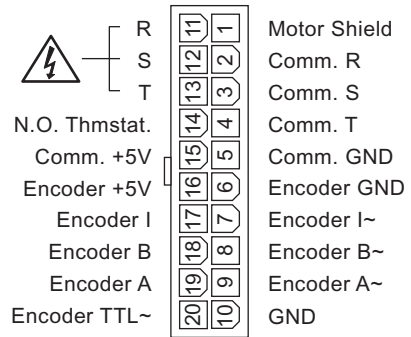 R 11 1 Motor Shield
S 12 2 Comm. R
T 13 3 Comm. S
N.O. Thmstat. 14 4 Comm. T
Comm. +5V 15 5 Comm. GND
Encoder +5V 16 6 Encoder GND
Encoder I 17 7 Encoder I~
Encoder B 18 8 Encoder B~
Encoder A 19 9 Encoder A~
Encoder TTL~ 20 10 GND